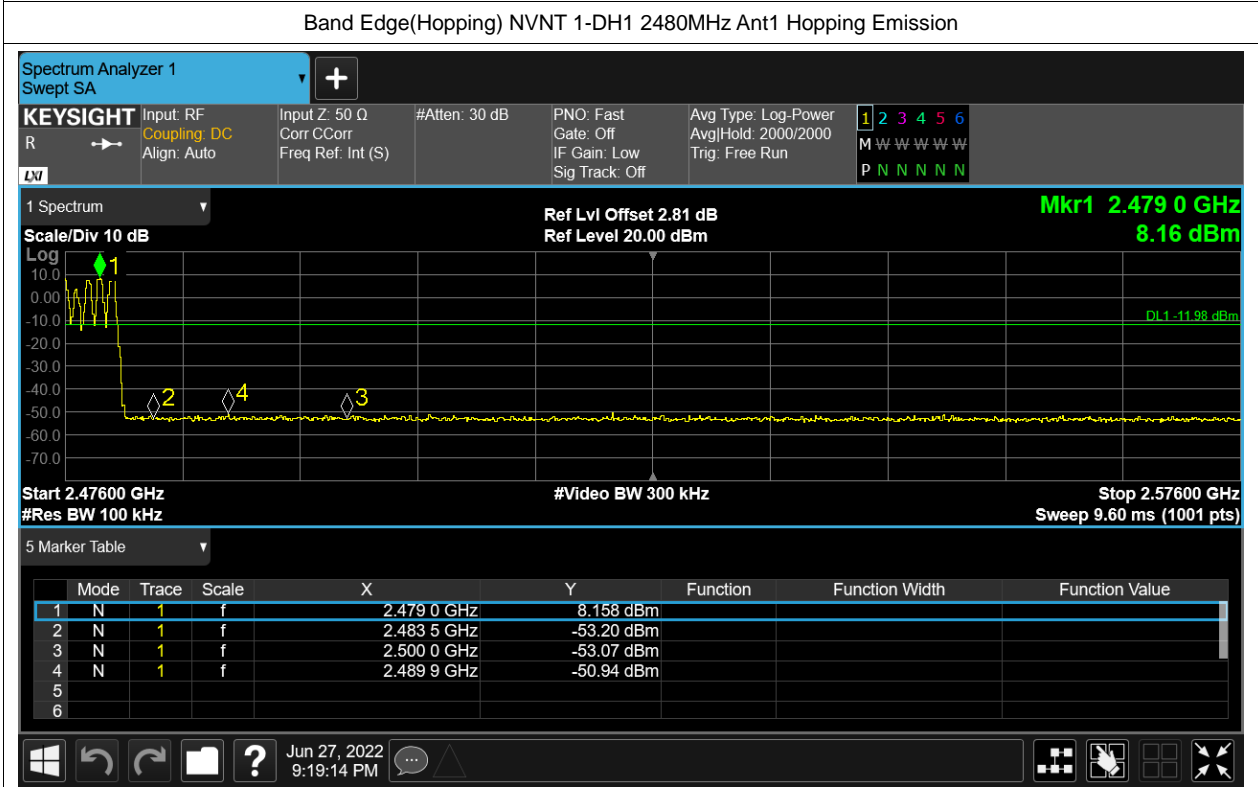 Band Edge(Hopping) NVNT 1-DH1 2480MHz Ant1 Hopping Emission
Spectrum Analyzer 1
Swept SA
+
KEYSIGHT
R
LXI
Input: RF
Coupling: DC
Align: Auto
Input Z: 50 Ω
Corr CCorr
Freq Ref: Int (S)
#Atten: 30 dB
PNO: Fast
Gate: Off
IF Gain: Low
Sig Track: Off
Avg Type: Log-Power
Avg|Hold: 2000/2000
Trig: Free Run
1 2 3 4 5 6
M W W W W W
P N N N N N
1 Spectrum
Scale/Div 10 dB
Ref Lvl Offset 2.81 dB
Ref Level 20.00 dBm
Mkr1 2.479 0 GHz
8.16 dBm
Log
10.0
0.00
-10.0
-20.0
-30.0
-40.0
-50.0
-60.0
-70.0
1
DL1 -11.98 dBm
2
4
3
Start 2.47600 GHz
#Res BW 100 kHz
#Video BW 300 kHz
Stop 2.57600 GHz
Sweep 9.60 ms (1001 pts)
5 Marker Table
Mode Trace Scale X Y Function Function Width Function Value
1 N 1 f 2.479 0 GHz 8.158 dBm
2 N 1 f 2.483 5 GHz -53.20 dBm
3 N 1 f 2.500 0 GHz -53.07 dBm
4 N 1 f 2.489 9 GHz -50.94 dBm
5
6
?
Jun 27, 2022
9:19:14 PM